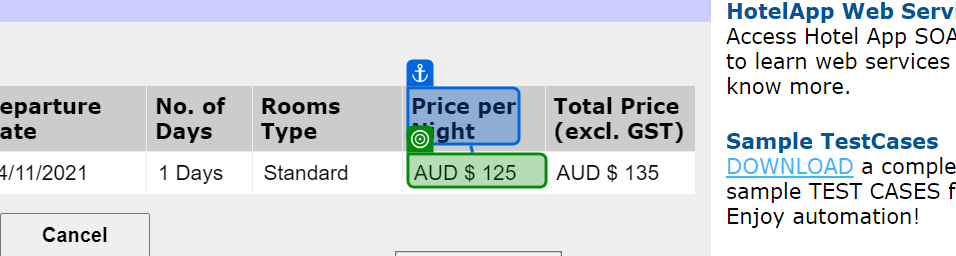 HotelApp Web Servi
Access Hotel App SOA
to learn web services
know more.
eparture
ate
No. of
Days
Rooms
Type
Price per
Night
Total Price
(excl. GST)
4/11/2021
1 Days
Standard
AUD $ 125
AUD $ 135
Cancel
Sample TestCases
DOWNLOAD a comple
sample TEST CASES f
Enjoy automation!